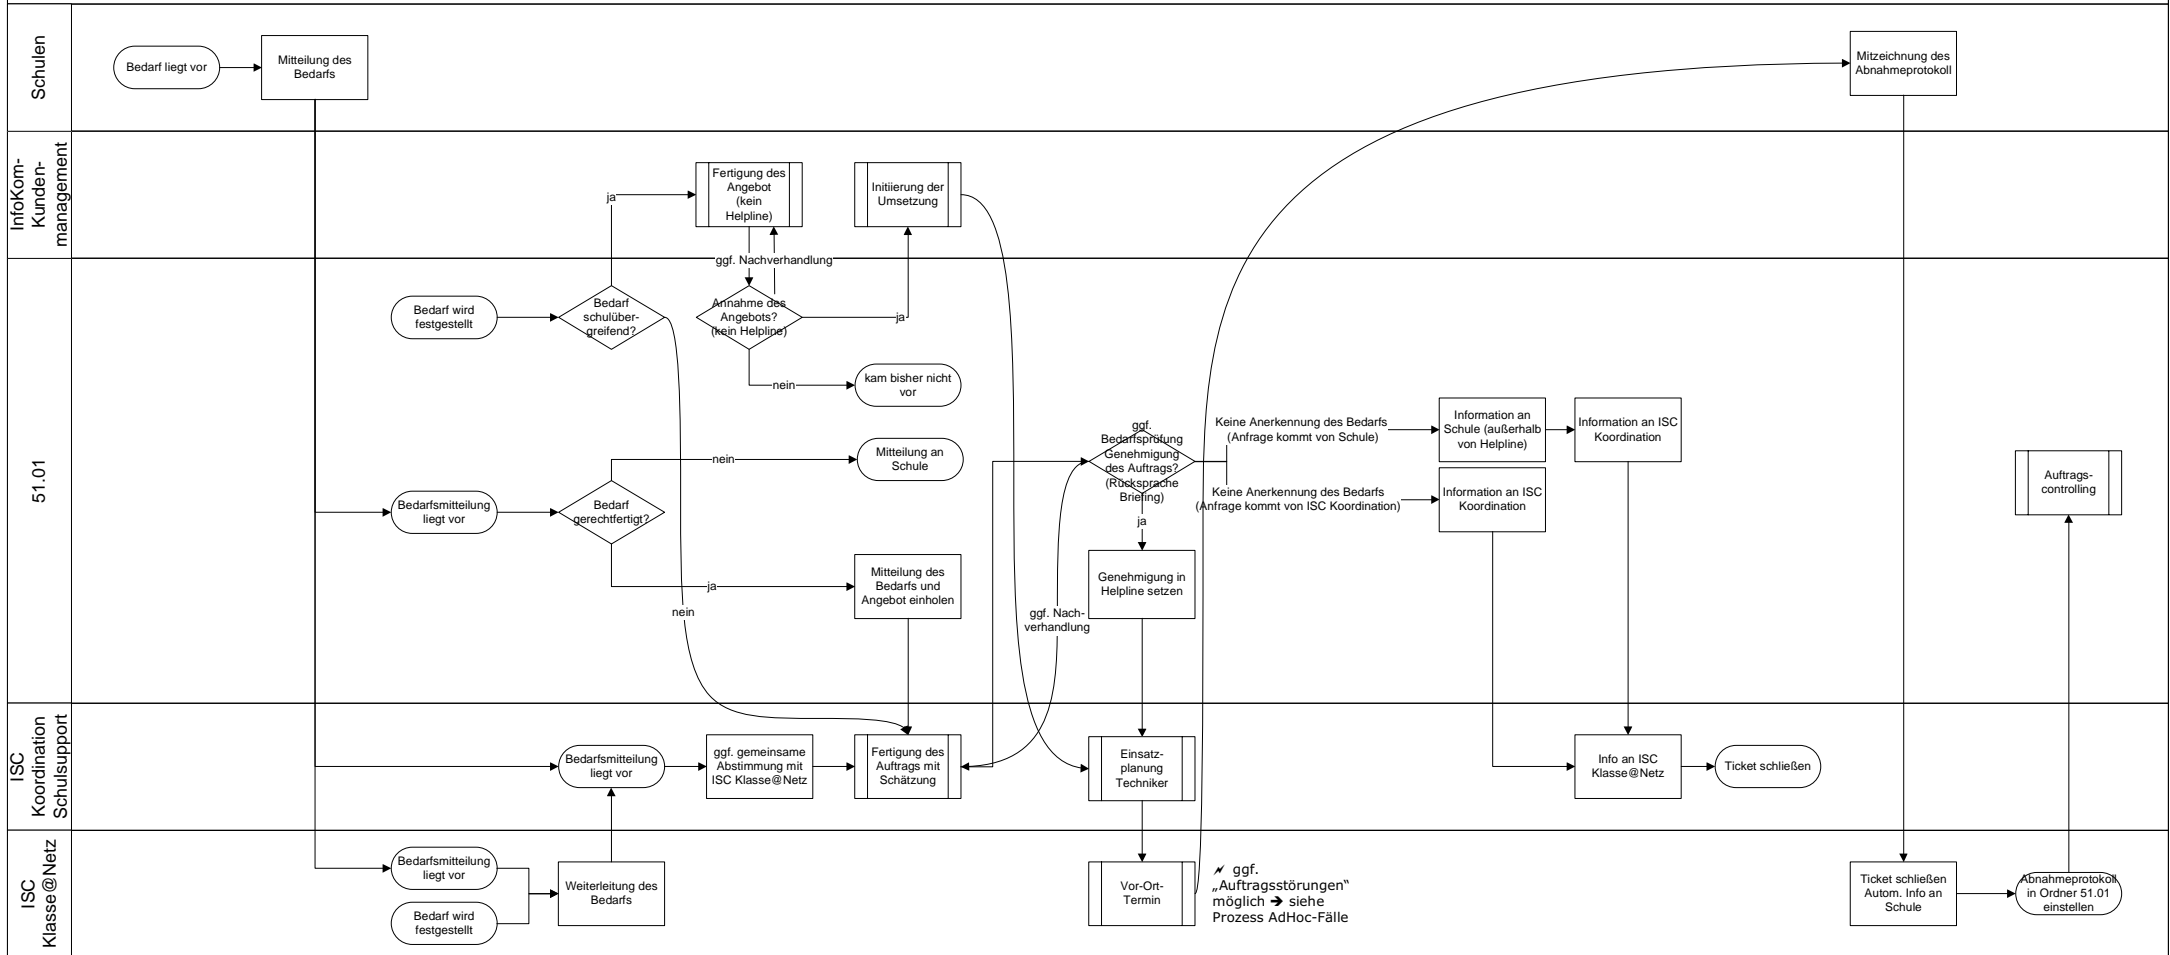 Schulen
Bedarf liegt vor
Mitteilung des
Bedarfs
Mitzeichnung des
Abnahmeprotokoll
InfoKom-
Kunden-
management
ja
Fertigung des
Angebot
(kein
Helpline)
Initiierung der
Umsetzung
ggf. Nachverhandlung
51.01
Bedarf wird
festgestellt
Bedarf
schulüber-
greifend?
Annahme des
Angebots?
(kein Helpline)
ja
nein
kam bisher nicht
vor
nein
Mitteilung an
Schule
Bedarfsmitteilung
liegt vor
Bedarf
gerechtfertigt?
ja
Mitteilung des
Bedarfs und
Angebot einholen
nein
ggf.
Bedarfsprüfung
Genehmigung
des Auftrags?
(Rücksprache
Briefing)
Keine Anerkennung des Bedarfs
(Anfrage kommt von Schule)
Information an
Schule (außerhalb
von Helpline)
Information an ISC
Koordination
Keine Anerkennung des Bedarfs
(Anfrage kommt von ISC Koordination)
Information an ISC
Koordination
ja
Genehmigung in
Helpline setzen
ggf. Nach-
verhandlung
Auftrags-
controlling
ISC
Koordination
Schulsupport
Bedarfsmitteilung
liegt vor
ggf. gemeinsame
Abstimmung mit
ISC Klasse@Netz
Fertigung des
Auftrags mit
Schätzung
Einsatz-
planung
Techniker
Info an ISC
Klasse@Netz
Ticket schließen
ISC
Klasse@Netz
Bedarfsmitteilung
liegt vor
Bedarf wird
festgestellt
Weiterleitung des
Bedarfs
Vor-Ort-
Termin
ggf.
„Auftragsstörungen“
möglich ➔ siehe
Prozess AdHoc-Fälle
Ticket schließen
Autom. Info an
Schule
Abnahmeprotokoll
in Ordner 51.01
einstellen